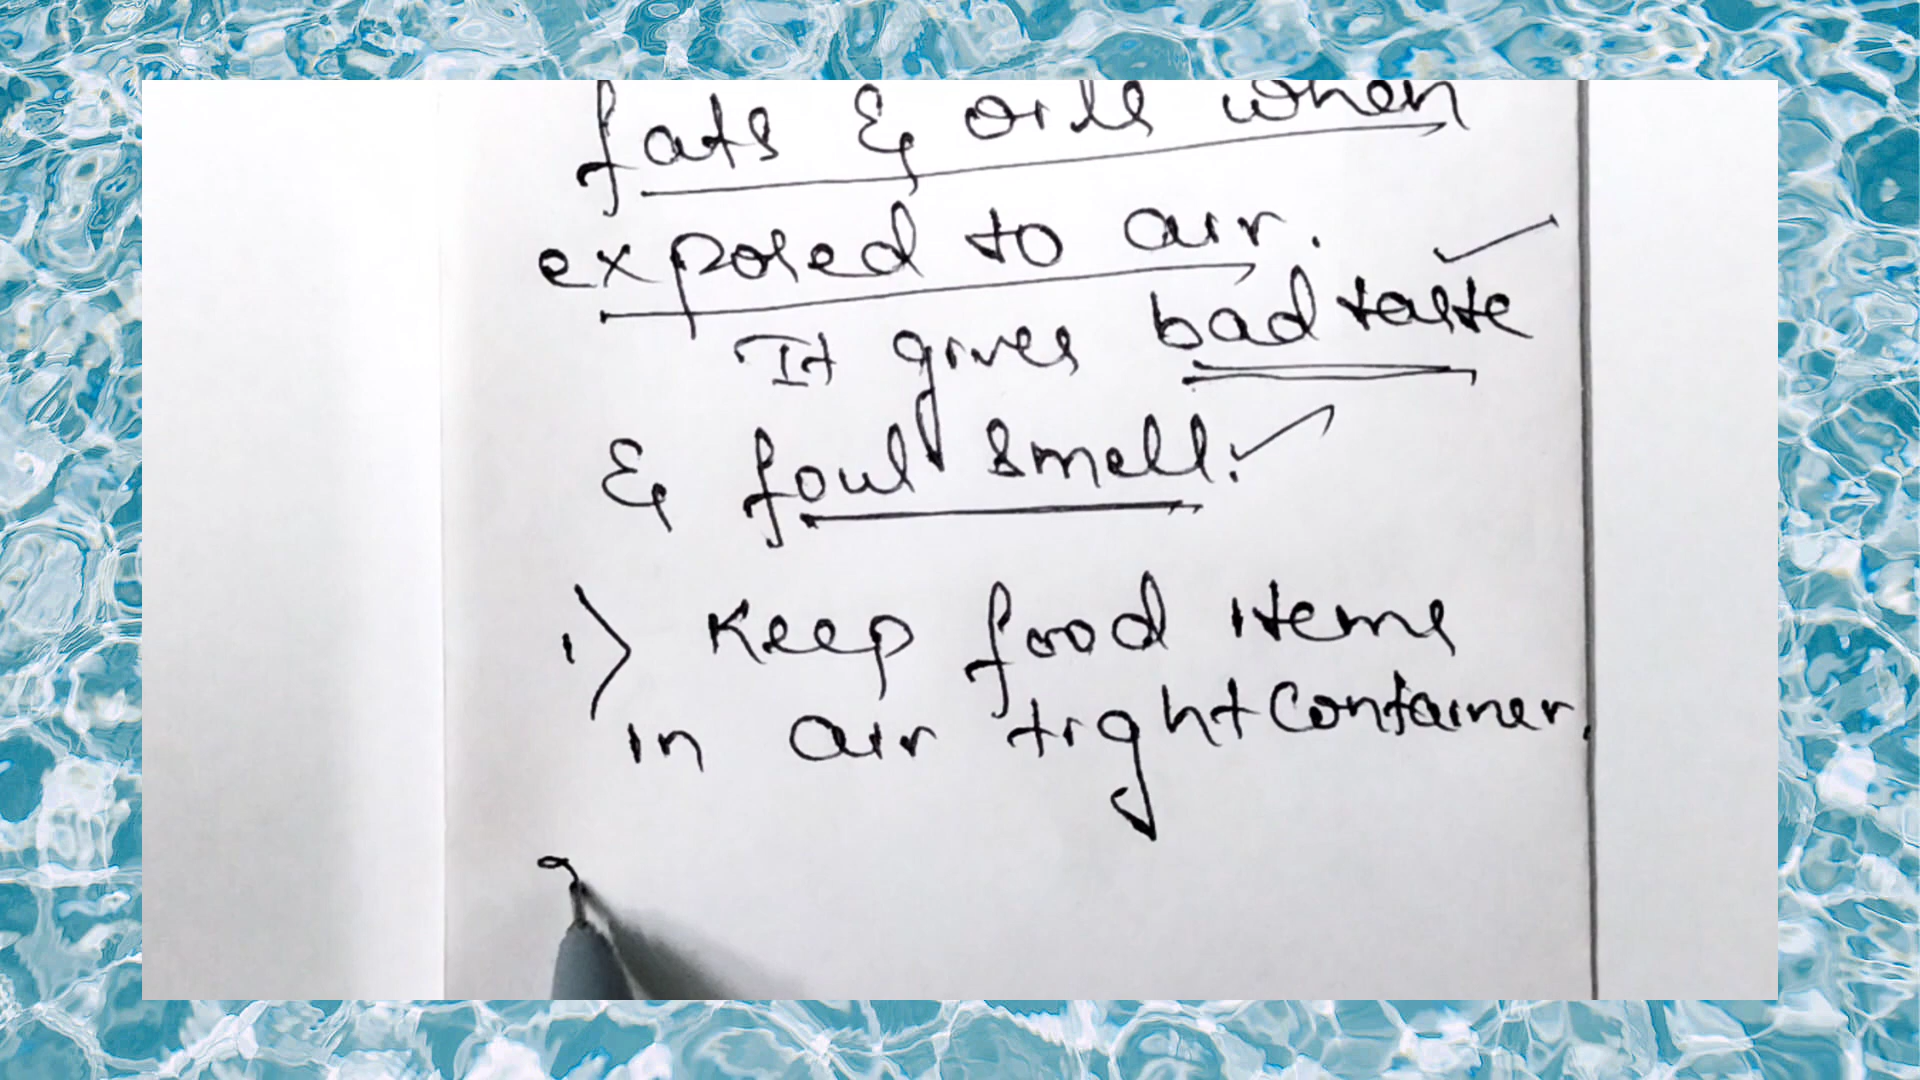 fats & oils when
exposed to air.
It gives bad taste
& foul smell.
1) Keep food items
in air tight Container.